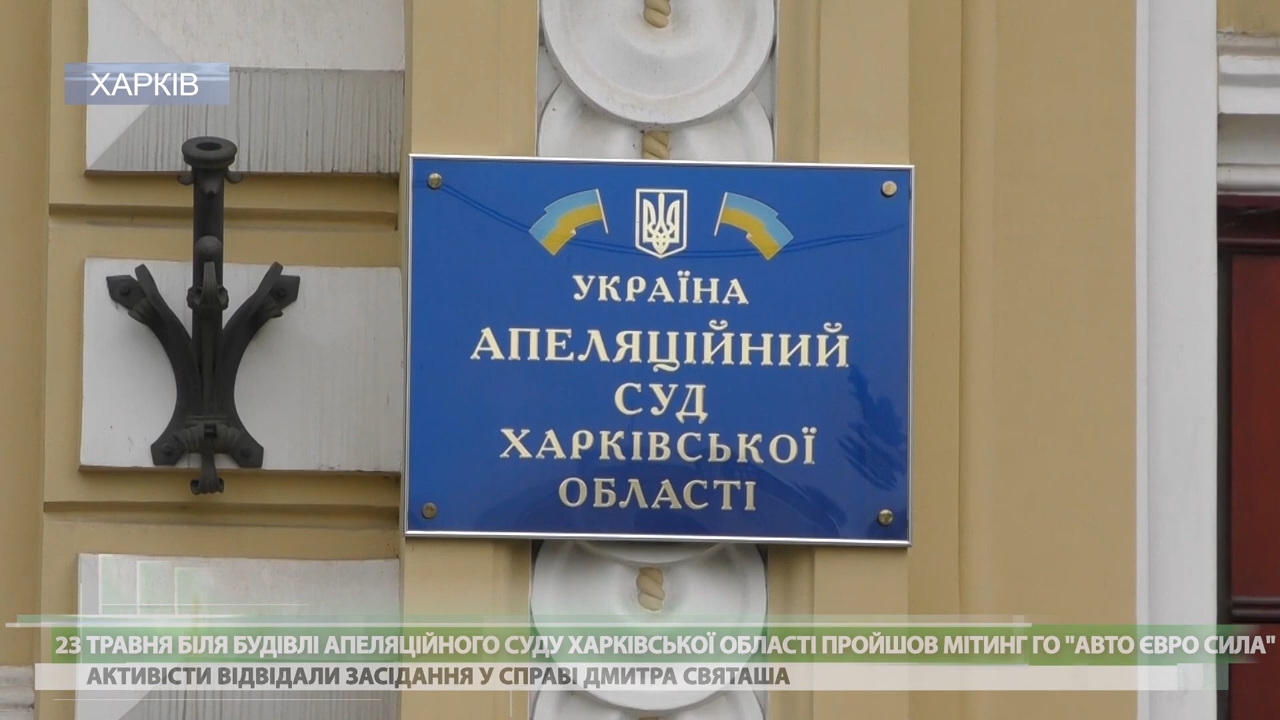 ХАРКІВ
УКРАЇНА
АПЕЛЯЦІЙНИЙ
СУД
ХАРКІВСЬКОЇ
ОБЛАСТІ
23 ТРАВНЯ БІЛЯ БУДІВЛІ АПЕЛЯЦІЙНОГО СУДУ ХАРКІВСЬКОЇ ОБЛАСТІ ПРОЙШОВ МІТИНГ ГО "АВТО ЄВРО СИЛА"
АКТИВІСТИ ВІДВІДАЛИ ЗАСІДАННЯ У СПРАВІ ДМИТРА СВЯТАША